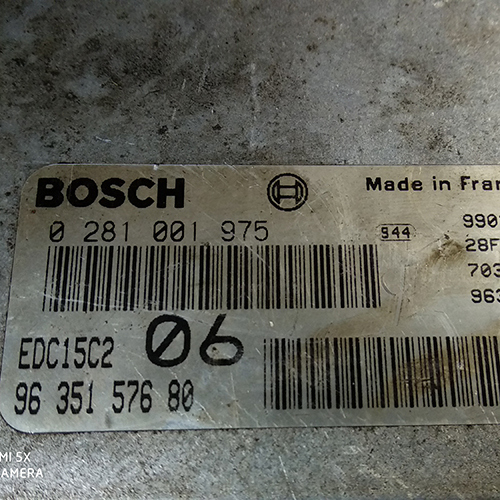 BOSCH
Made in Fran
0 281 001 975
944
990
28F
703
963
06
EDC15C2
96 351 576 80
MI 5X
CAMERA